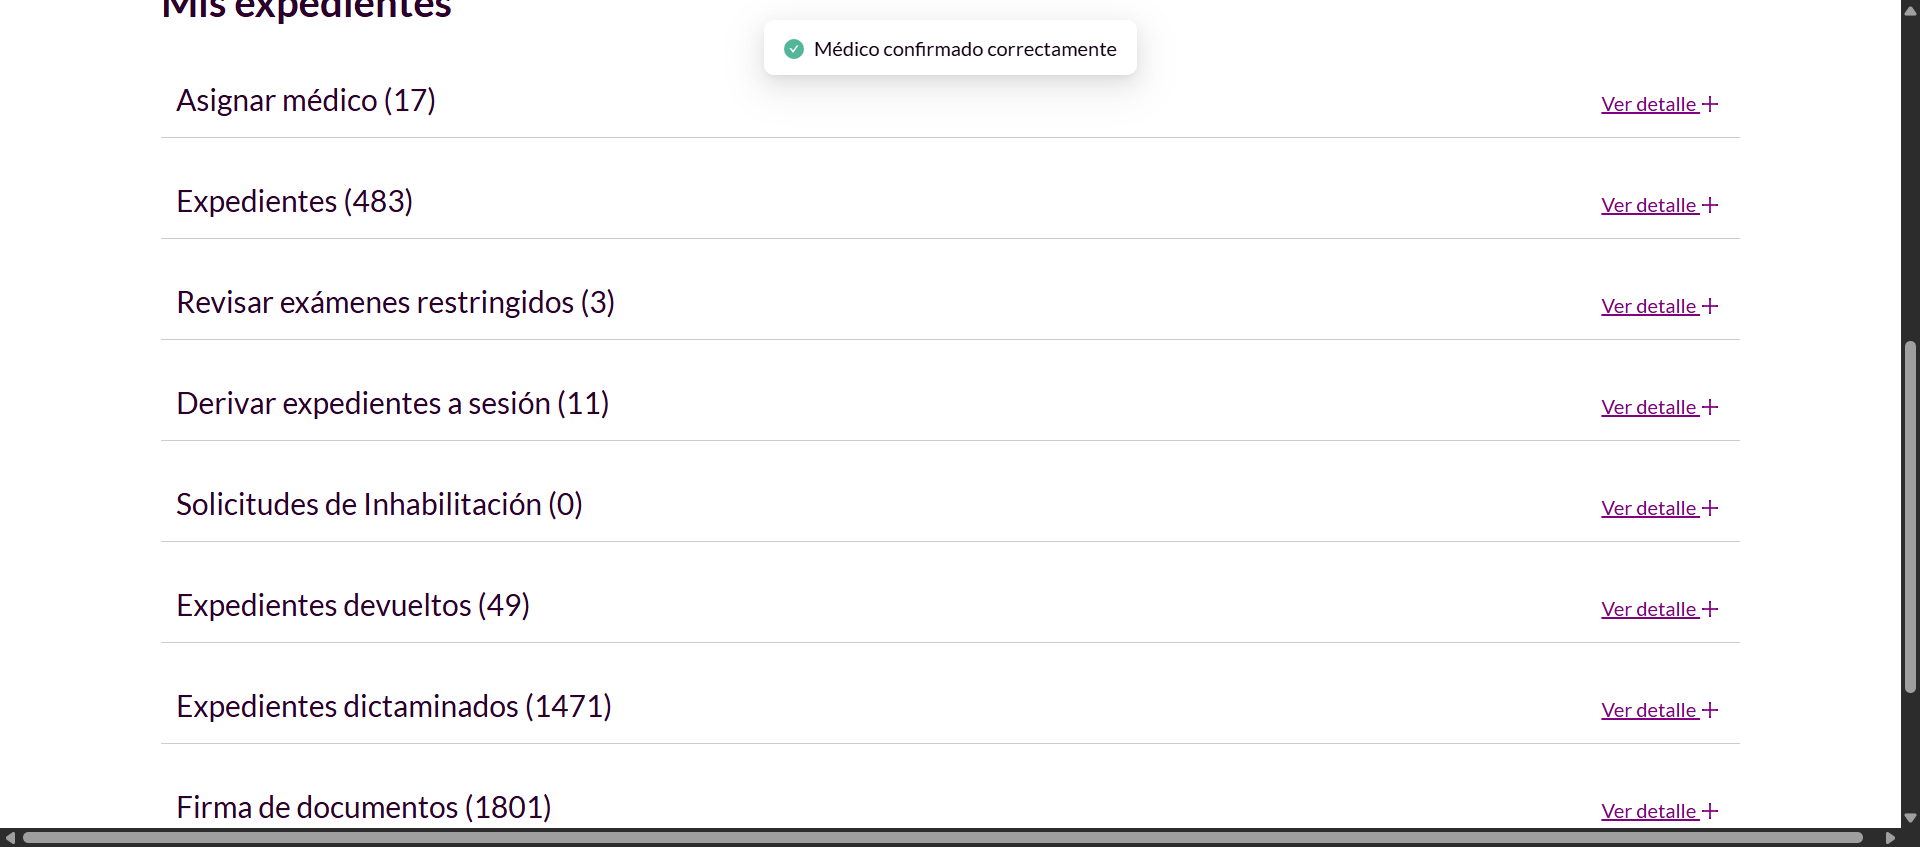 Mis expedientes
Médico confirmado correctamente
Asignar médico (17)
Ver detalle
Expedientes (483)
Ver detalle
Revisar exámenes restringidos (3)
Ver detalle
Derivar expedientes a sesión (11)
Ver detalle
Solicitudes de Inhabilitación (0)
Ver detalle
Expedientes devueltos (49)
Ver detalle
Expedientes dictaminados (1471)
Ver detalle
Firma de documentos (1801)
Ver detalle